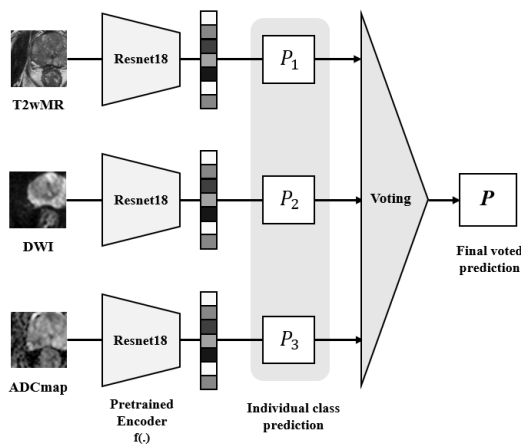 Resnet18
P1
T2wMR
Resnet18
P2
Voting
P
DWI
Final voted
prediction
Resnet18
P3
ADCmap
Pretrained
Encoder
f(.)
Individual class
prediction